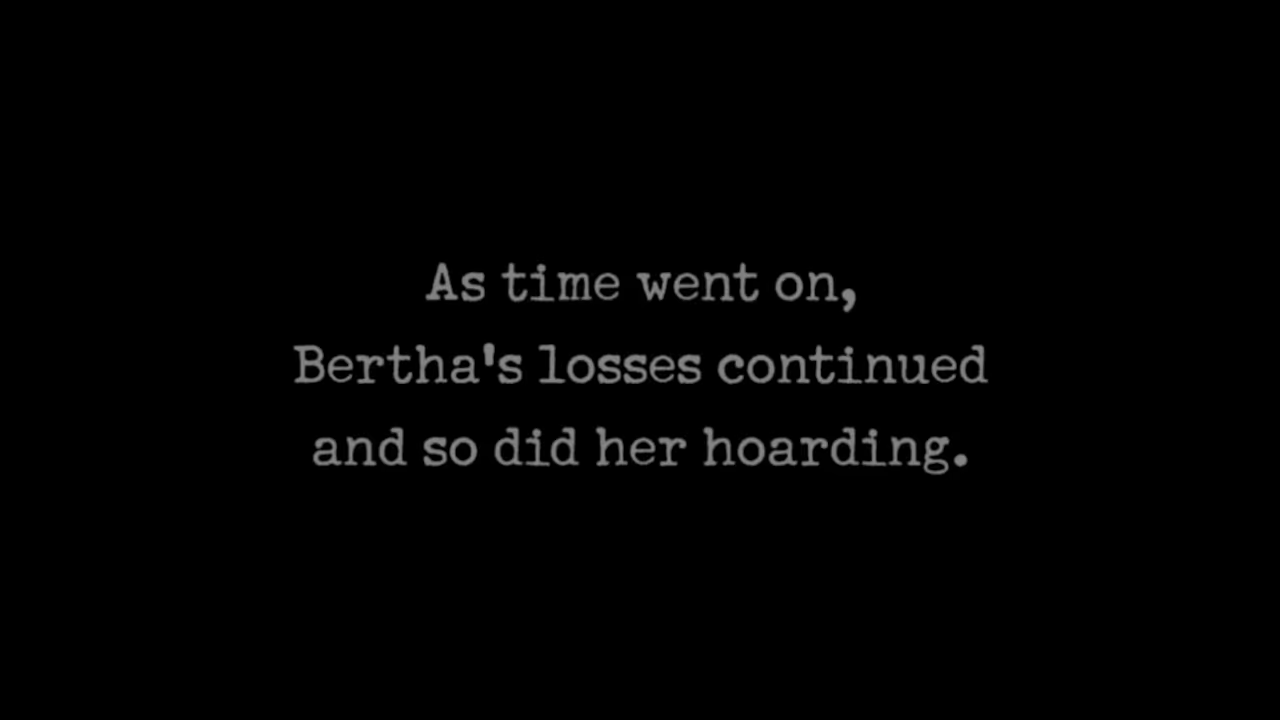 As time went on,
Bertha's losses continued
and so did her hoarding.